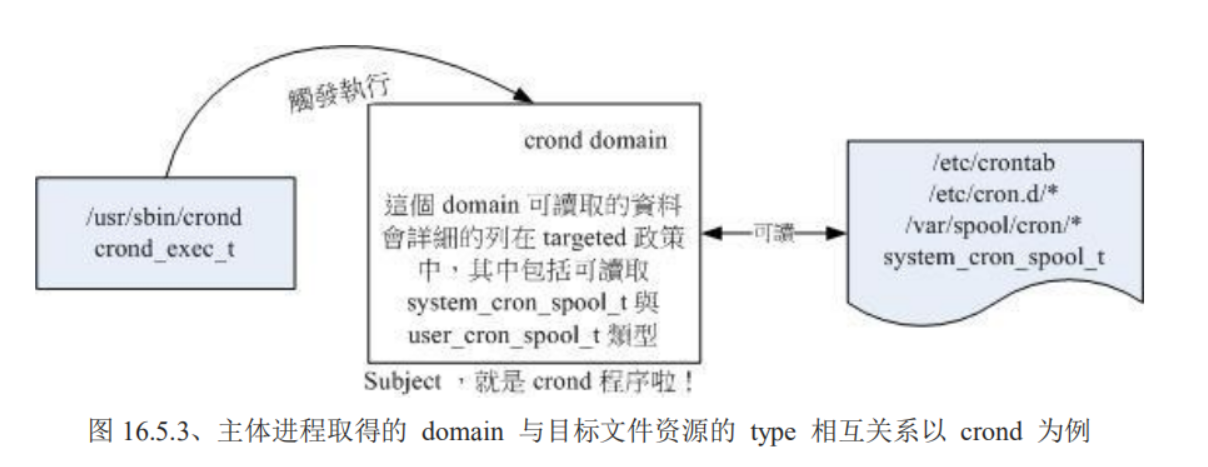 觸發執行
/usr/sbin/crond
crond_exec_t
crond domain
這個 domain 可讀取的資料
會詳細的列在 targeted 政策
中，其中包括可讀取
system_cron_spool_t 與
user_cron_spool_t 類型
Subject ，就是 crond 程序啦！
可讀
/etc/crontab
/etc/cron.d/*
/var/spool/cron/*
system_cron_spool_t
图 16.5.3、主体进程取得的 domain 与目标文件资源的 type 相互关系以 crond 为例